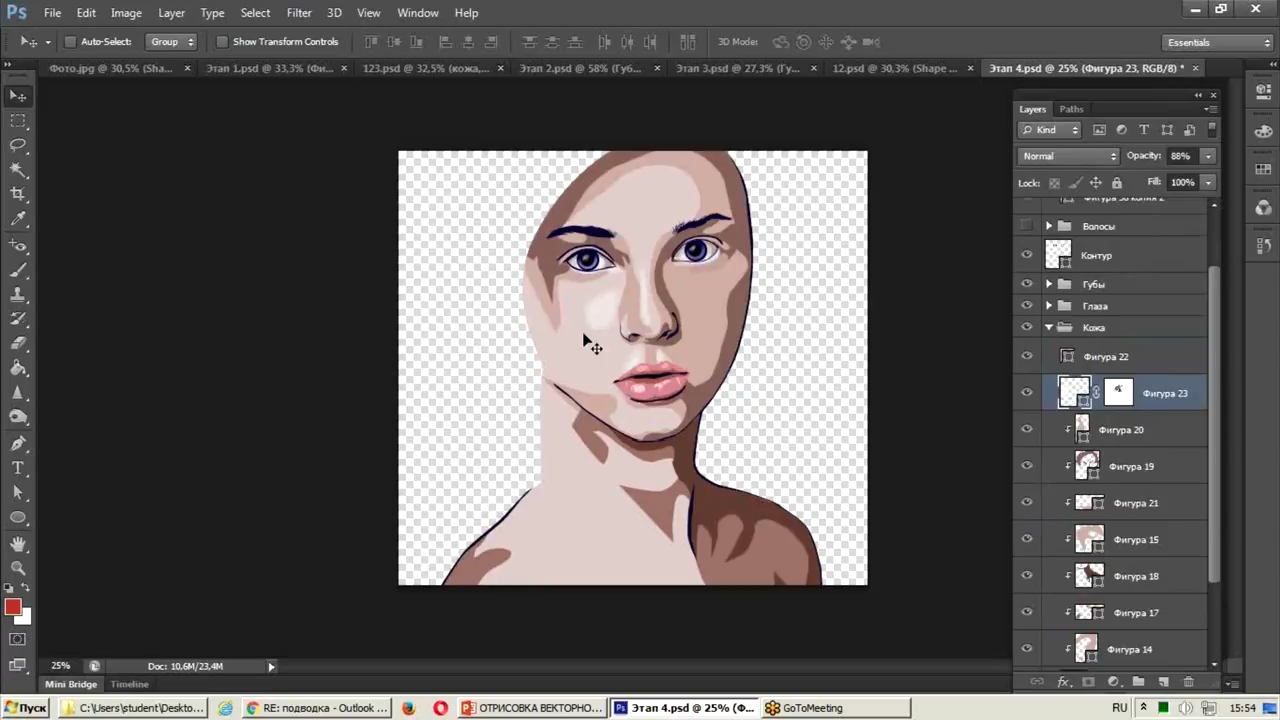 Ps File Edit Image Layer Type Select Filter 3D View Window Help
Auto-Select: Group Show Transform Controls 3D Mode: Essentials
Фото.jpg @ 30,5% (Sha... × Этап 1.psd @ 33,3% (Фи... × 123.psd @ 32,5% (кожа,... × Этап 2.psd @ 58% (Губ... × Этап 3.psd @ 27,3% (Гу... × 12.psd @ 30,3% (Shape ... × Этап 4.psd @ 25% (Фигура 23, RGB/8) * ×
Layers Paths
Kind
Normal Opacity: 88%
Lock: Fill: 100%
Волосы
Контур
Губы
Глаза
Кожа
Фигура 22
Фигура 23
Фигура 20
Фигура 19
Фигура 21
Фигура 15
Фигура 18
Фигура 17
Фигура 14
25% Doc: 10,6M/23,4M
Mini Bridge Timeline
Пуск C:\Users\student\Deskto... RE: подводка - Outlook ... ОТРИСОВКА ВЕКТОРНО... Этап 4.psd @ 25% (Ф... GoToMeeting RU 15:54